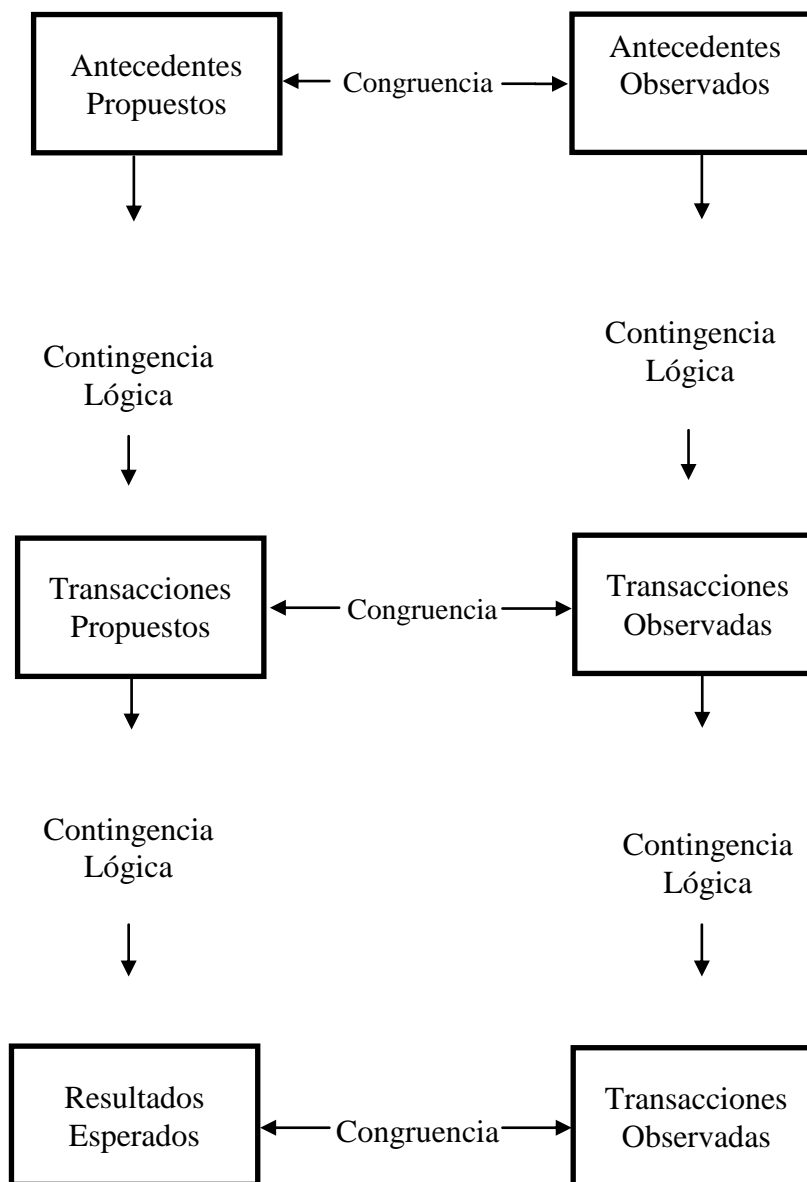 Antecedentes
Propuestos
Congruencia
Antecedentes
Observados
Contingencia
Lógica
Contingencia
Lógica
Transacciones
Propuestos
Congruencia
Transacciones
Observadas
Contingencia
Lógica
Contingencia
Lógica
Resultados
Esperados
Congruencia
Transacciones
Observadas